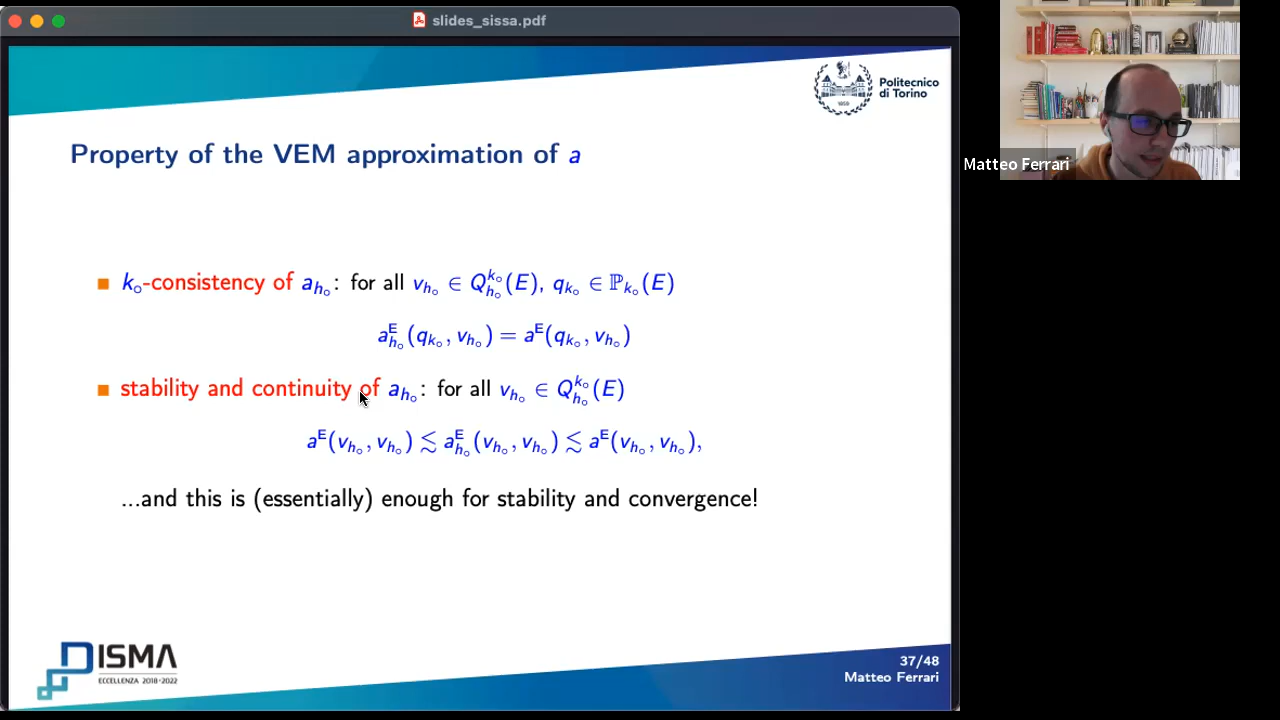 slides_sissa.pdf
Politecnico
di Torino
1859
Property of the VEM approximation of a
Matteo Ferrari
k₀-consistency of a_{h₀}: for all v_{h₀} ∈ Q_{h₀}^{k₀}(E), q_{k₀} ∈ ℙ_{k₀}(E)
a_{h₀}^E(q_{k₀}, v_{h₀}) = a^E(q_{k₀}, v_{h₀})
stability and continuity of a_{h₀}: for all v_{h₀} ∈ Q_{h₀}^{k₀}(E)
a^E(v_{h₀}, v_{h₀}) ≲ a_{h₀}^E(v_{h₀}, v_{h₀}) ≲ a^E(v_{h₀}, v_{h₀}),
...and this is (essentially) enough for stability and convergence!
DISMA
ECCELLENZA 2018·2022
37/48
Matteo Ferrari